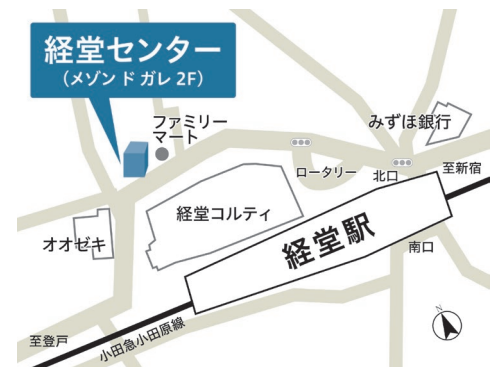 経堂センター
（メゾン ド ガレ 2F）
ファミリー
マート
みずほ銀行
ロータリー
北口
至新宿
経堂コルティ
経堂駅
オオゼキ
南口
至登戸
小田急小田原線
N